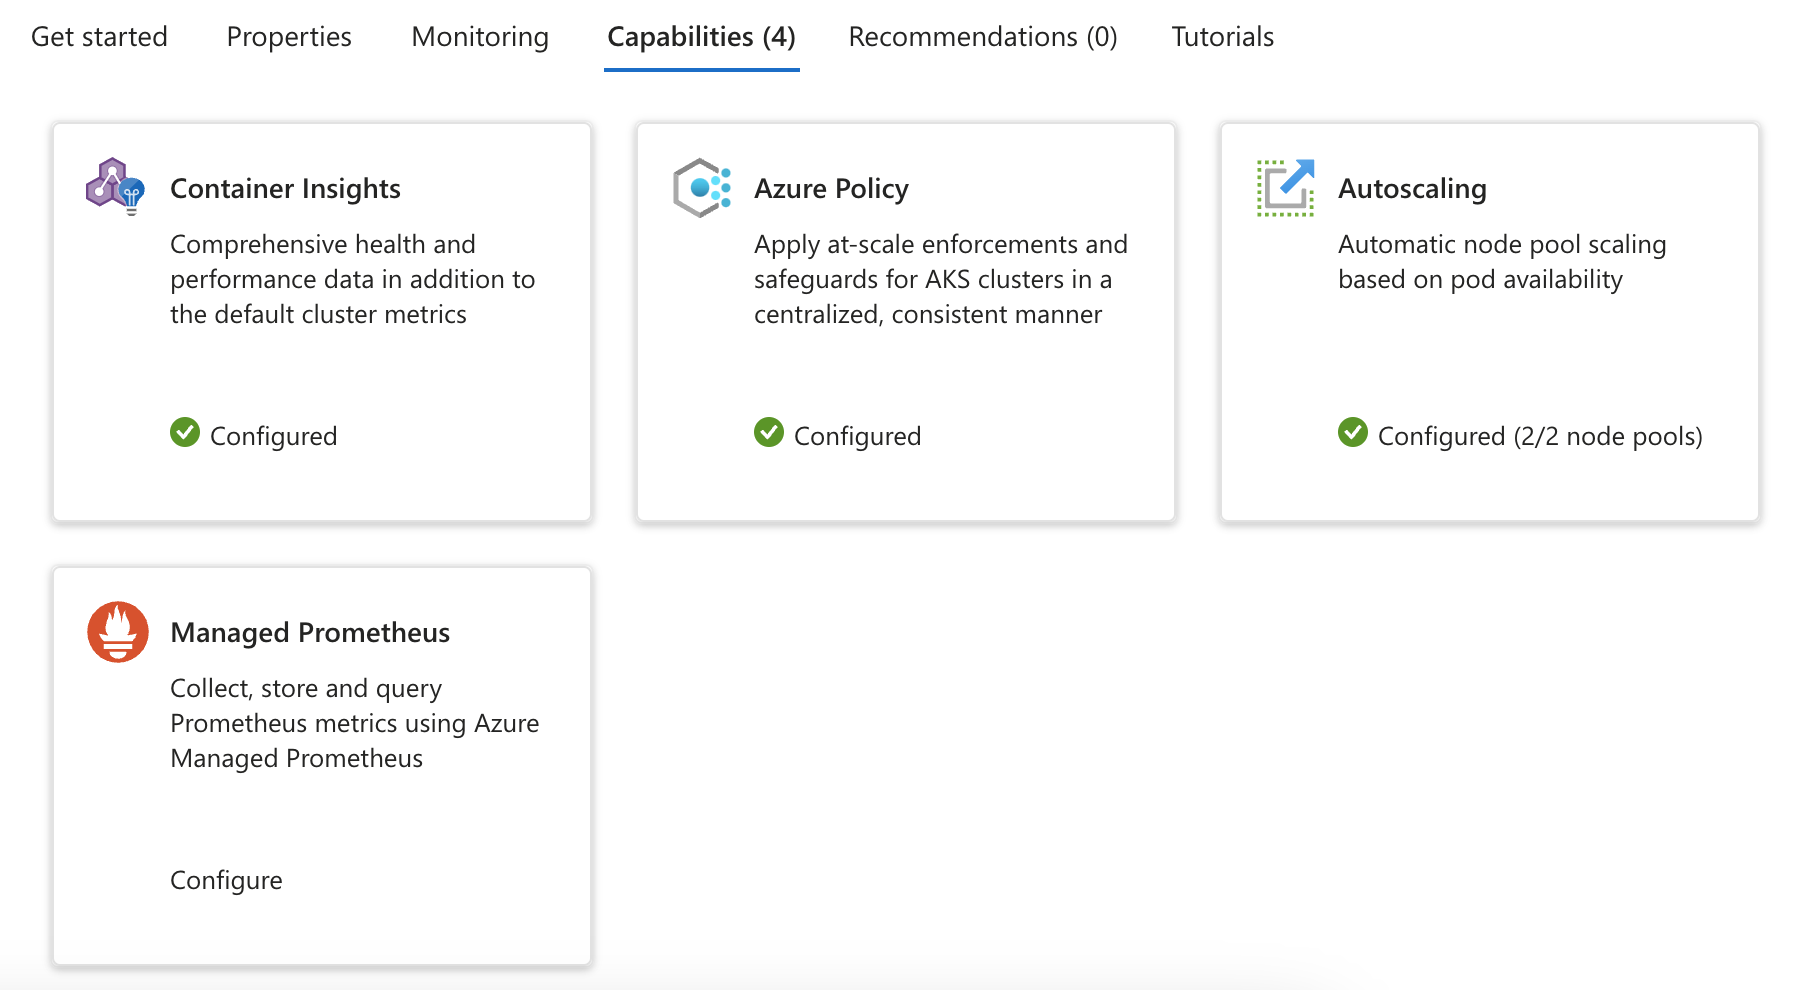 Get started Properties Monitoring Capabilities (4) Recommendations (0) Tutorials
Container Insights
Comprehensive health and
performance data in addition to
the default cluster metrics
Configured
Azure Policy
Apply at-scale enforcements and
safeguards for AKS clusters in a
centralized, consistent manner
Configured
Autoscaling
Automatic node pool scaling
based on pod availability
Configured (2/2 node pools)
Managed Prometheus
Collect, store and query
Prometheus metrics using Azure
Managed Prometheus
Configure